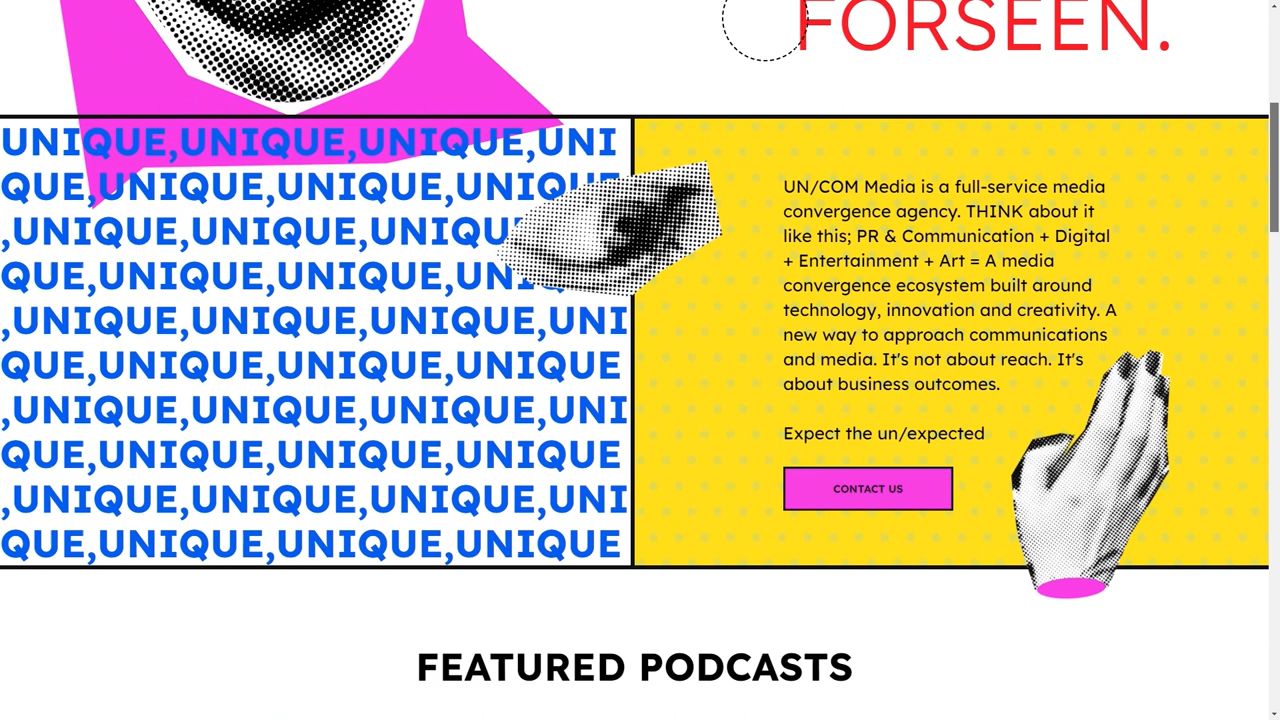 FORSEEN.
UNIQUE,UNIQUE,UNIQUE,UNI
QUE,UNIQUE,UNIQUE,UNIQUE
,UNIQUE,UNIQUE,UNIQU
QUE,UNIQUE,UNIQUE,UNI
,UNIQUE,UNIQUE,UNIQUE,UNI
QUE,UNIQUE,UNIQUE,UNIQUE
,UNIQUE,UNIQUE,UNIQUE,UNI
QUE,UNIQUE,UNIQUE,UNIQUE
,UNIQUE,UNIQUE,UNIQUE,UNI
QUE,UNIQUE,UNIQUE,UNIQUE
UN/COM Media is a full-service media
convergence agency. THINK about it
like this; PR & Communication + Digital
+ Entertainment + Art = A media
convergence ecosystem built around
technology, innovation and creativity. A
new way to approach communications
and media. It's not about reach. It's
about business outcomes.
Expect the un/expected
CONTACT US
FEATURED PODCASTS